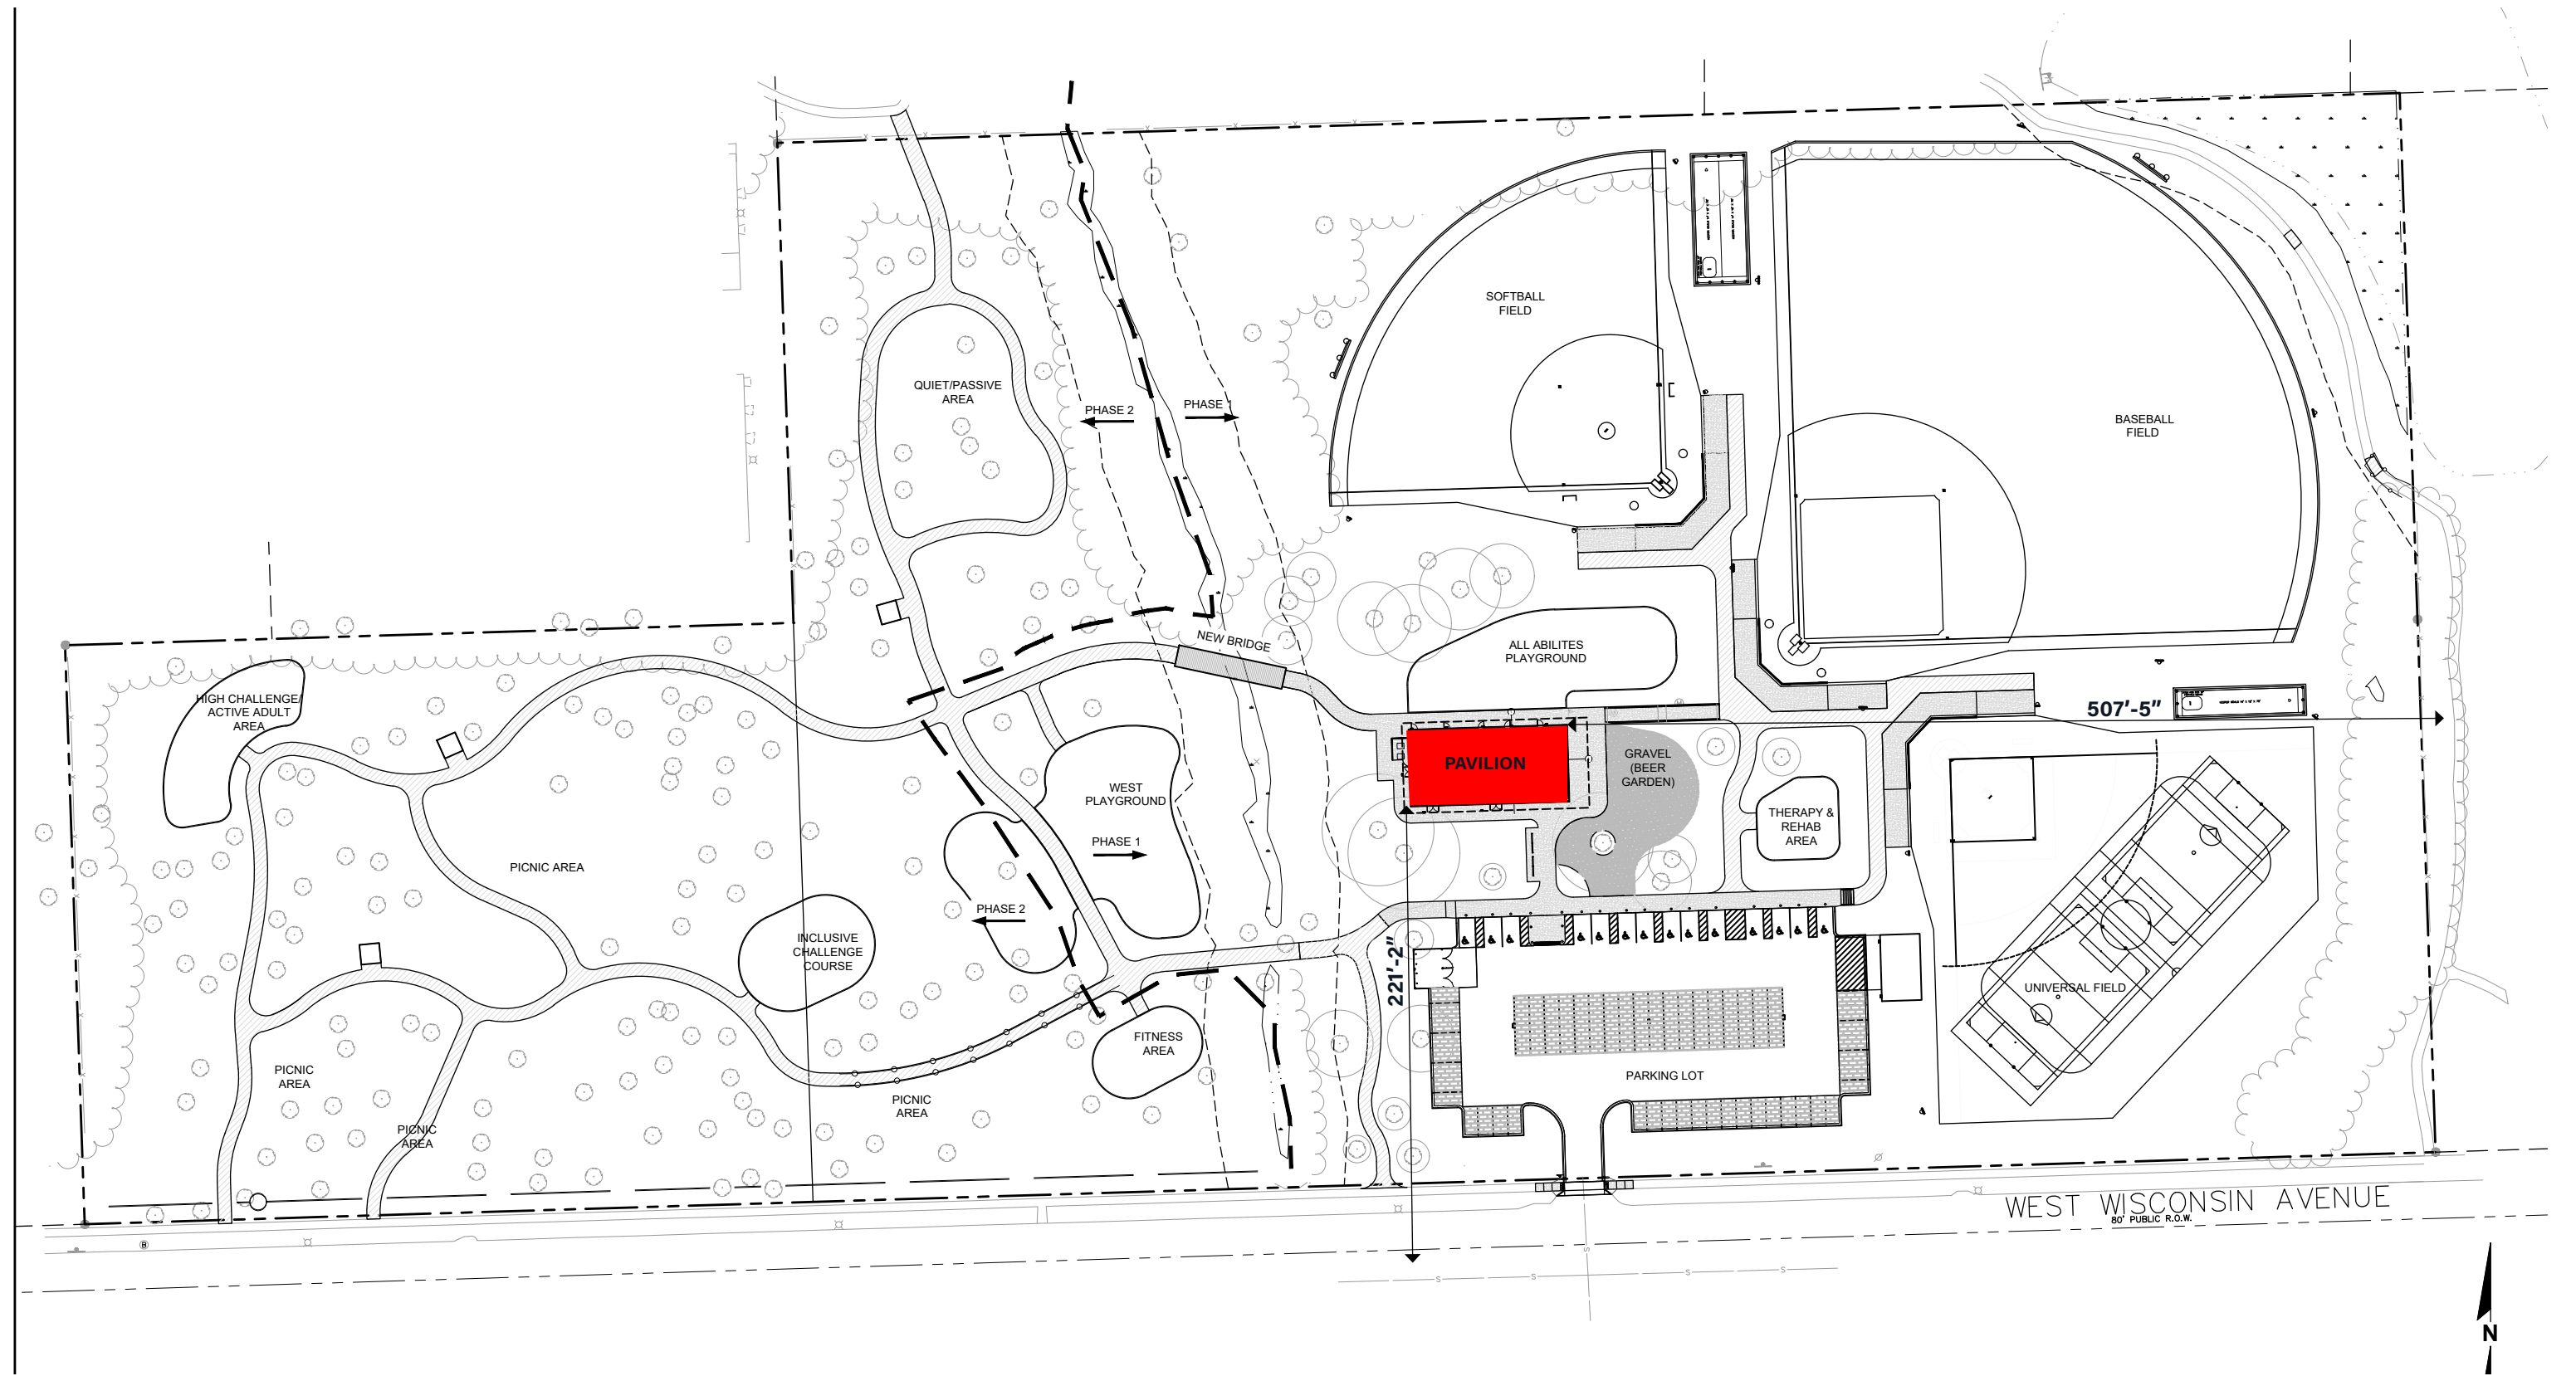 SOFTBALL
FIELD
QUIET/PASSIVE
AREA
PHASE 2
PHASE 1
BASEBALL
FIELD
NEW BRIDGE
ALL ABILITES
PLAYGROUND
HIGH CHALLENGE/
ACTIVE ADULT
AREA
507'-5"
PAVILION
GRAVEL
(BEER
GARDEN)
WEST
PLAYGROUND
THERAPY &
REHAB
AREA
PHASE 1
PICNIC AREA
PHASE 2
INCLUSIVE
CHALLENGE
COURSE
221'-2"
UNIVERSAL FIELD
FITNESS
AREA
PICNIC
AREA
PARKING LOT
PICNIC
AREA
PICNIC
AREA
WEST WISCONSIN AVENUE
80' PUBLIC R.O.W.
B
S
S
S
S
S
N